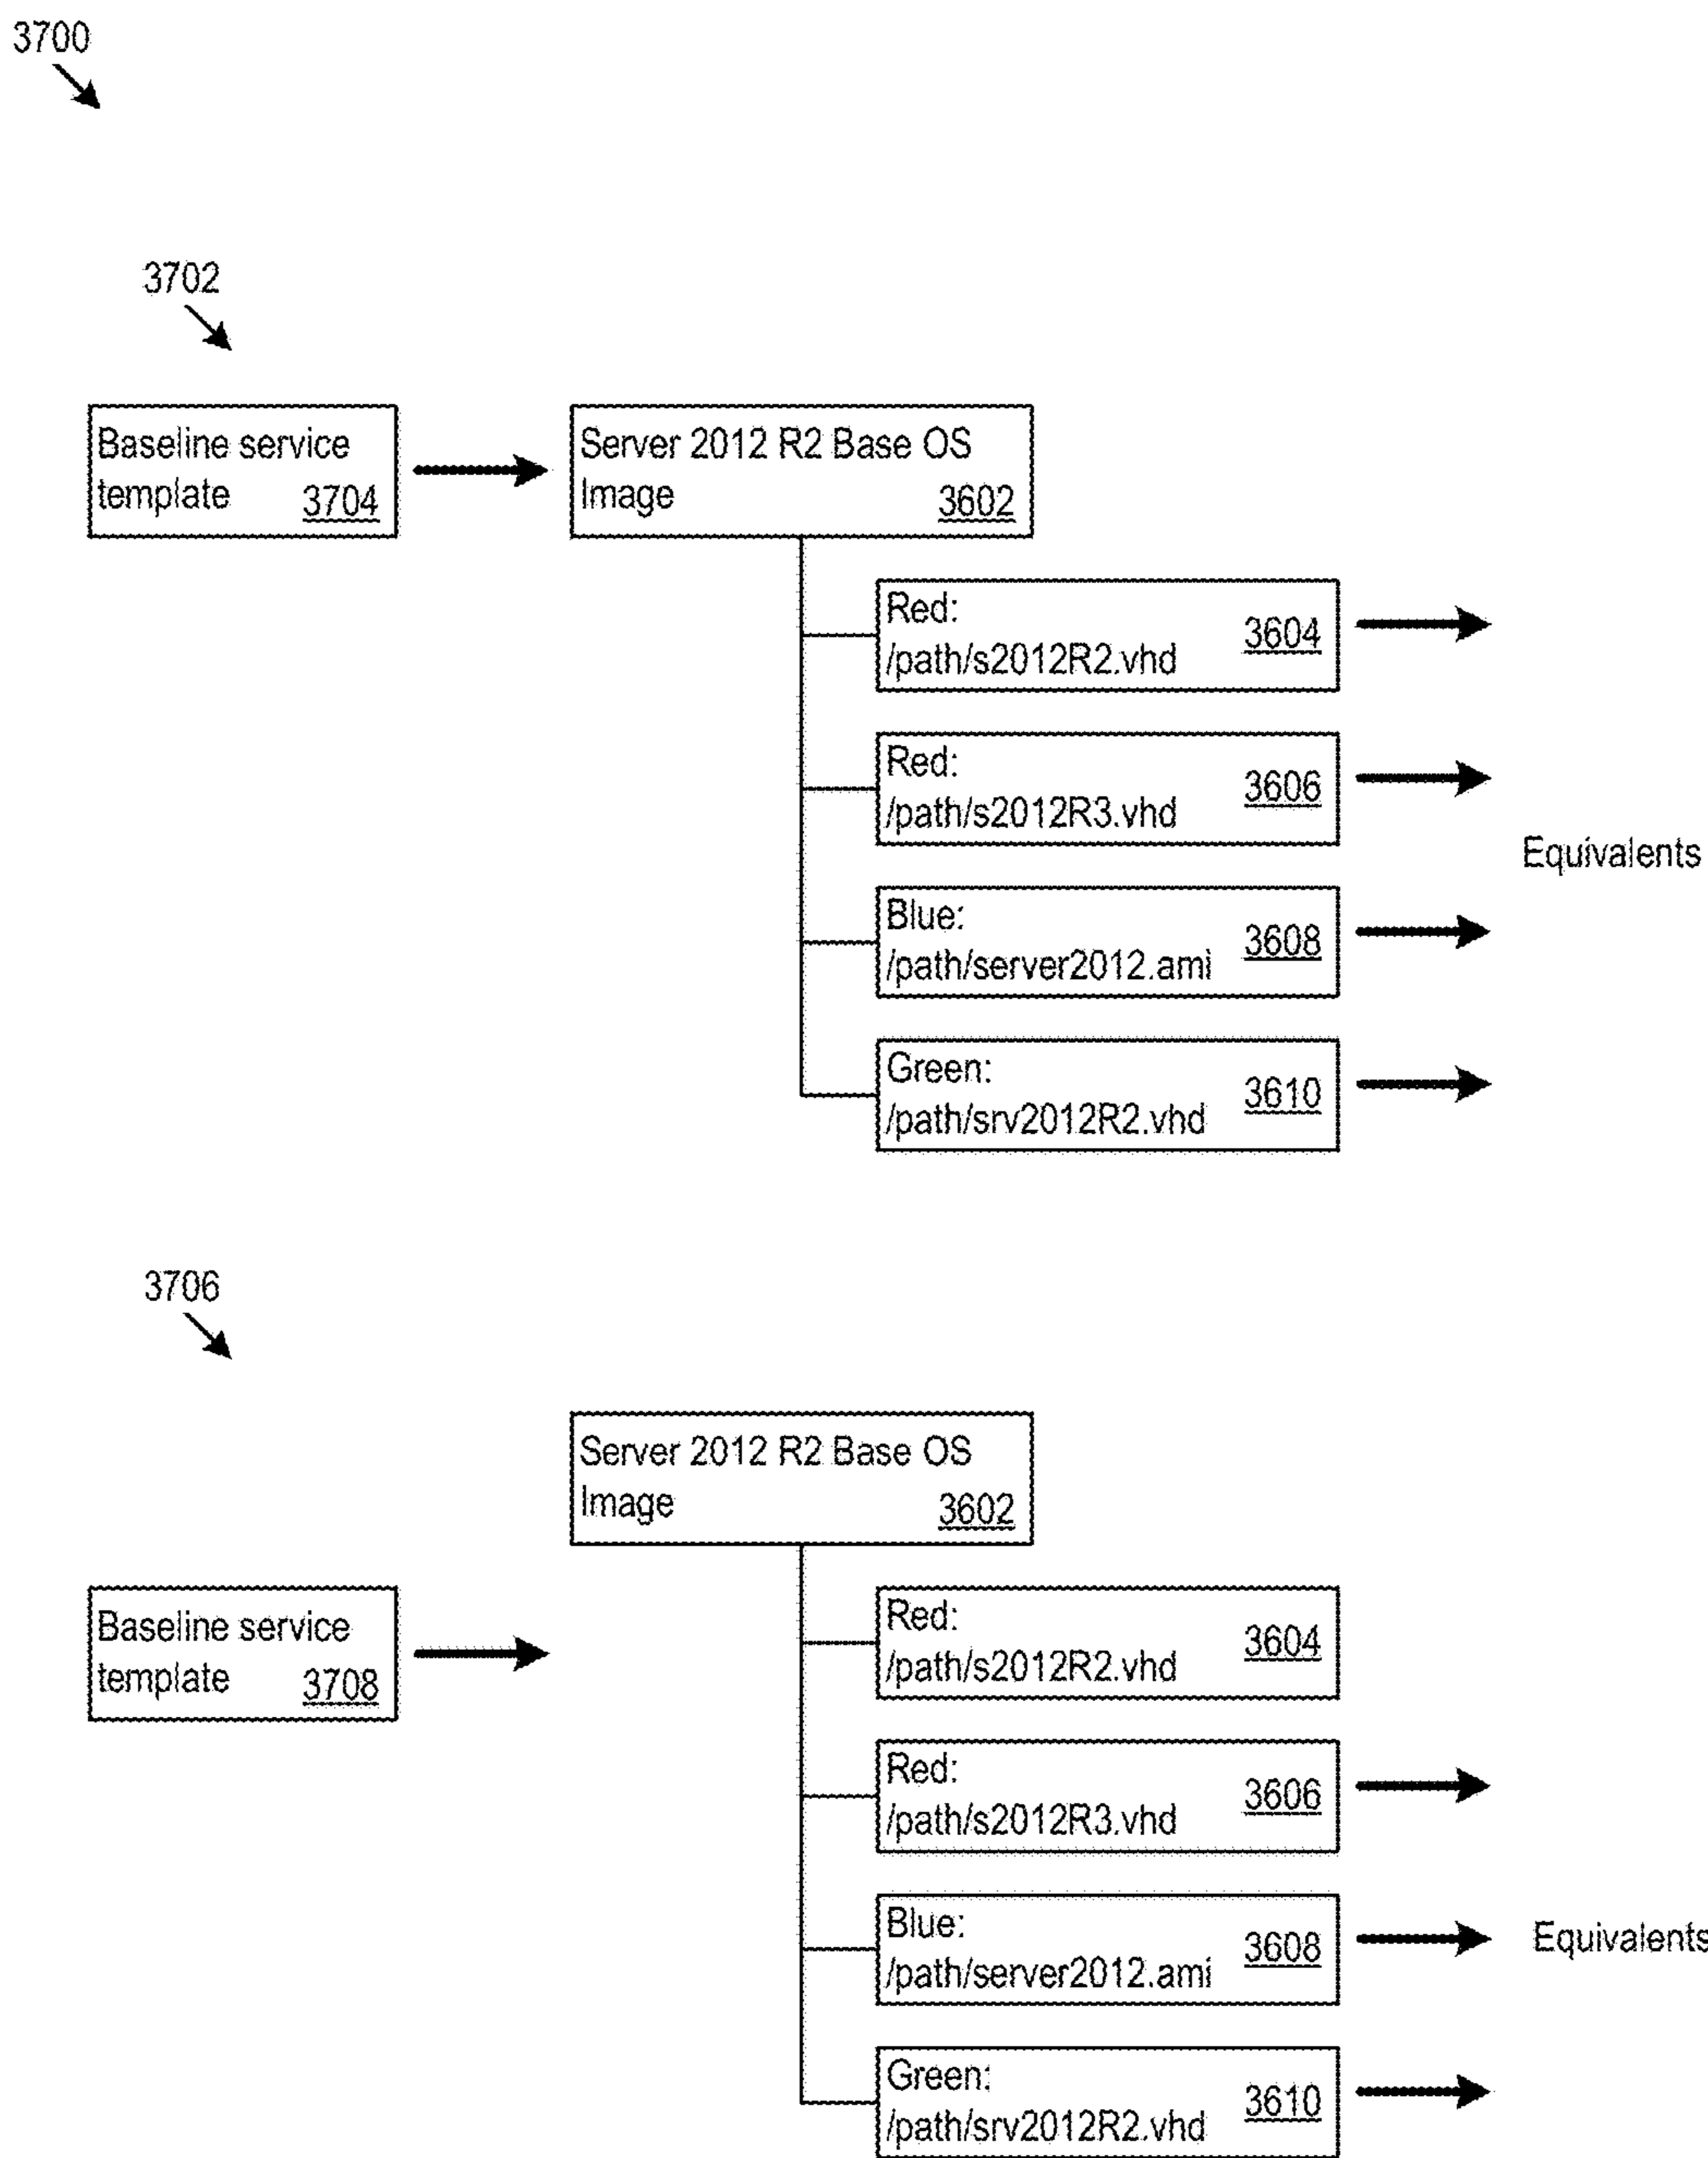 3700
3702
Baseline service
template 3704
Server 2012 R2 Base OS
Image 3602
Red:
/path/s2012R2.vhd 3604
Red:
/path/s2012R3.vhd 3606
Equivalents
Blue:
/path/server2012.ami 3608
Green:
/path/srv2012R2.vhd 3610
3706
Server 2012 R2 Base OS
Image 3602
Baseline service
template 3708
Red:
/path/s2012R2.vhd 3604
Red:
/path/s2012R3.vhd 3606
Blue:
/path/server2012.ami 3608
Equivalents
Green:
/path/srv2012R2.vhd 3610